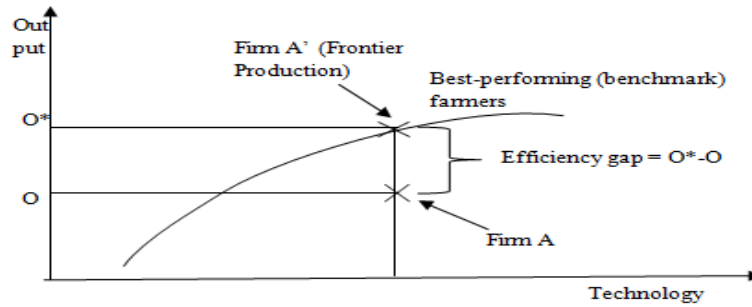 Out
put
Firm A’ (Frontier
Production)
Best-performing (benchmark)
farmers
O*
Efficiency gap = O*-O
O
Firm A
Technology